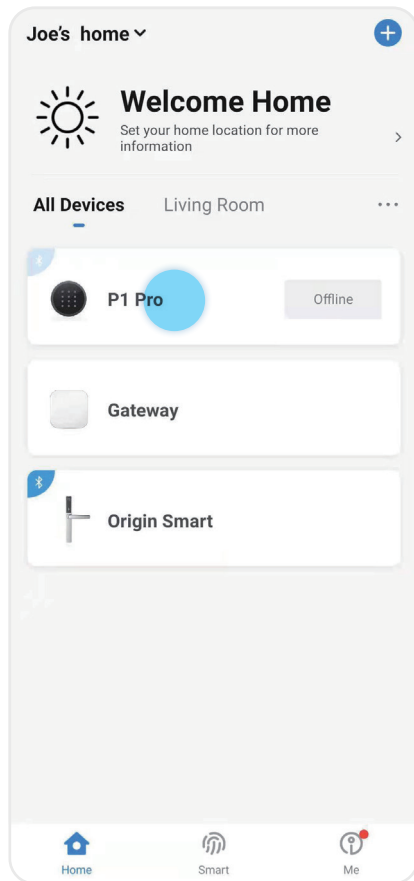 Joe's home
Welcome Home
Set your home location for more
information
All Devices
Living Room
P1 Pro
Offline
Gateway
Origin Smart
Home
Smart
Me